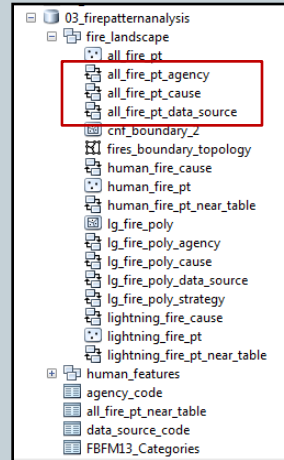 03_firepatternanalysis
fire_landscape
all_fire_pt
all_fire_pt_agency
all_fire_pt_cause
all_fire_pt_data_source
cnf_boundary_2
fires_boundary_topology
human_fire_cause
human_fire_pt
human_fire_pt_near_table
lg_fire_poly
lg_fire_poly_agency
lg_fire_poly_cause
lg_fire_poly_data_source
lg_fire_poly_strategy
lightning_fire_cause
lightning_fire_pt
lightning_fire_pt_near_table
human_features
agency_code
all_fire_pt_near_table
data_source_code
FBFM13_Categories